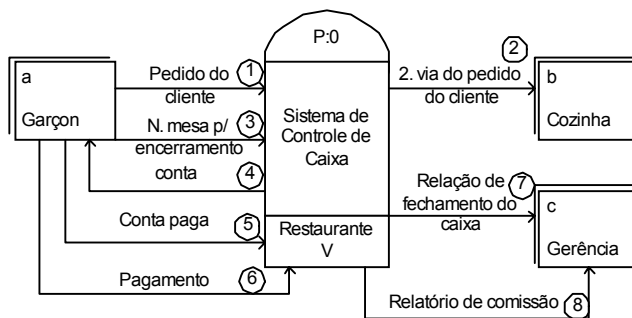 P:0
a
Garçon
Pedido do
cliente
1
N. mesa p/
encerramento
3
conta
4
Conta paga
5
Pagamento
6
Sistema de
Controle de
Caixa
Restaurante
V
2
2. via do pedido
do cliente
b
Cozinha
Relação de
fechamento do
caixa
7
c
Gerência
Relatório de comissão
8